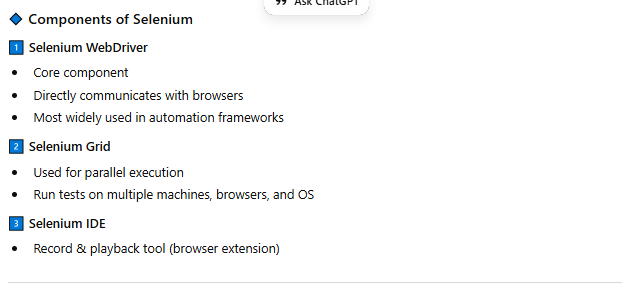 Ask ChatGPT
Components of Selenium
1 Selenium WebDriver
• Core component
• Directly communicates with browsers
• Most widely used in automation frameworks
2 Selenium Grid
• Used for parallel execution
• Run tests on multiple machines, browsers, and OS
3 Selenium IDE
• Record & playback tool (browser extension)